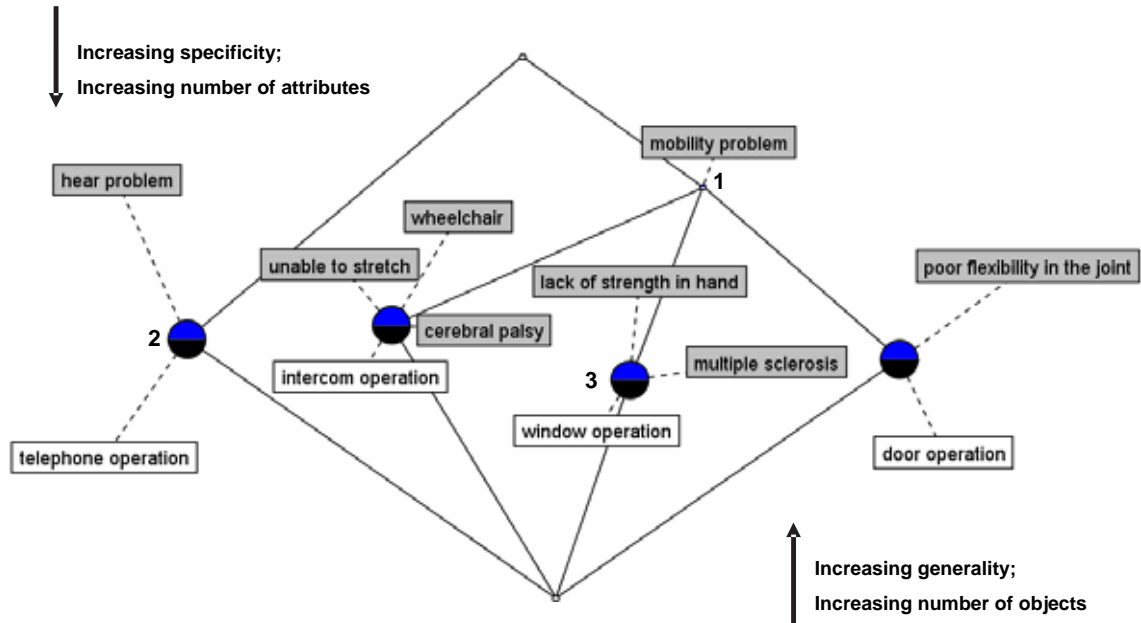 Increasing specificity;
Increasing number of attributes
mobility problem
hear problem
1
wheelchair
unable to stretch
poor flexibility in the joint
lack of strength in hand
cerebral palsy
2
multiple sclerosis
intercom operation
3
window operation
telephone operation
door operation
Increasing generality;
Increasing number of objects